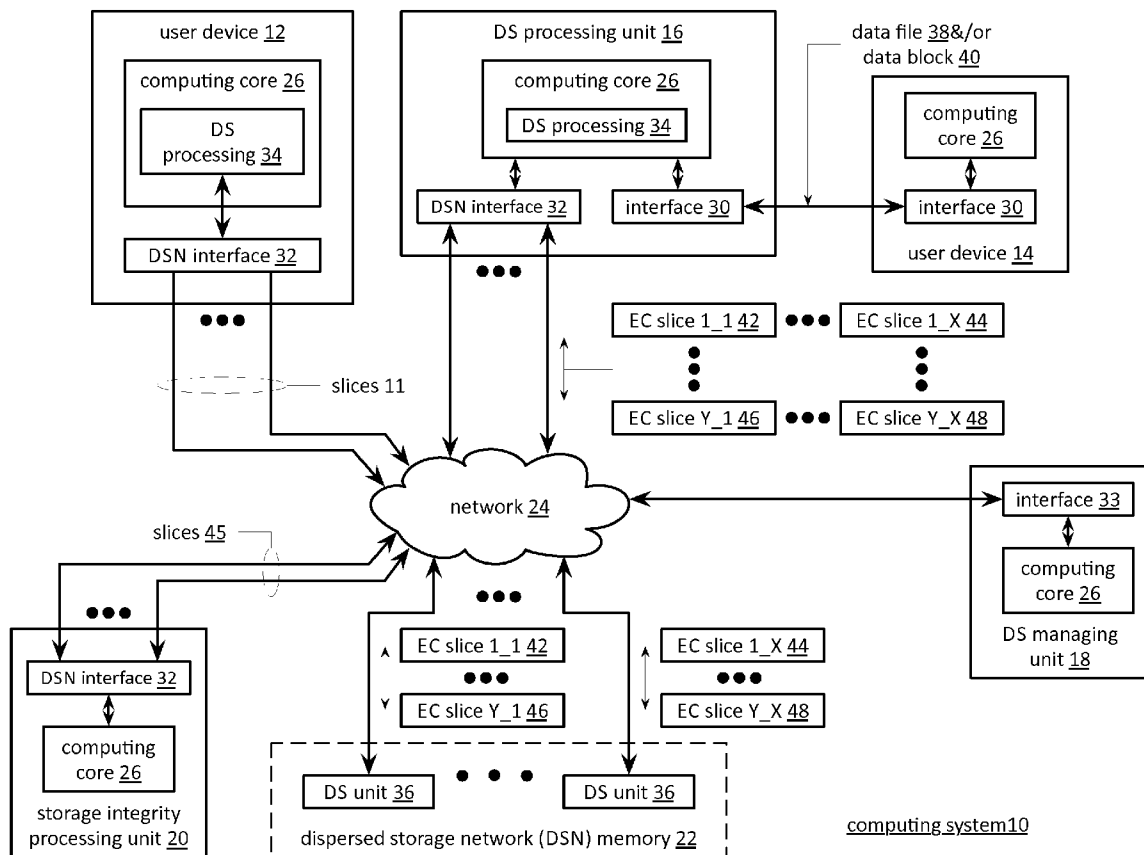 user device 12
computing core 26
DS
processing 34
DSN interface 32
DS processing unit 16
computing core 26
DS processing 34
DSN interface 32
interface 30
data file 38&/or
data block 40
computing
core 26
interface 30
user device 14
EC slice 1_1 42
EC slice 1_X 44
EC slice Y_1 46
EC slice Y_X 48
slices 11
network 24
interface 33
computing
core 26
DS managing
unit 18
slices 45
DSN interface 32
computing
core 26
storage integrity
processing unit 20
EC slice 1_1 42
EC slice 1_X 44
EC slice Y_1 46
EC slice Y_X 48
DS unit 36
DS unit 36
dispersed storage network (DSN) memory 22
computing system10